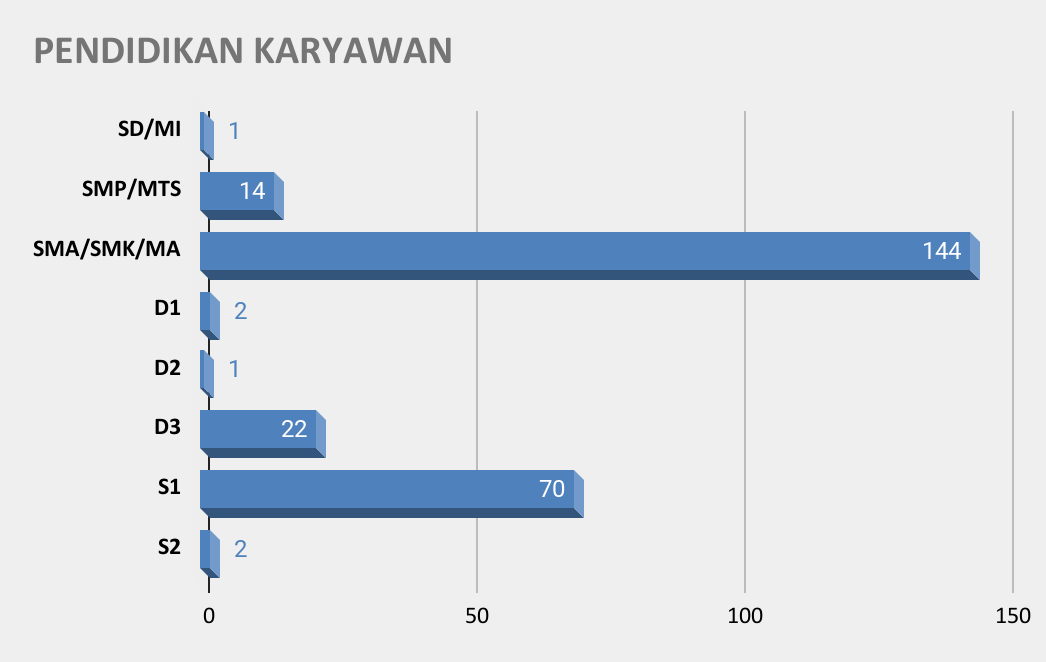 PENDIDIKAN KARYAWAN
SD/MI 1
SMP/MTS 14
SMA/SMK/MA 144
D1 2
D2 1
D3 22
S1 70
S2 2
0 50 100 150